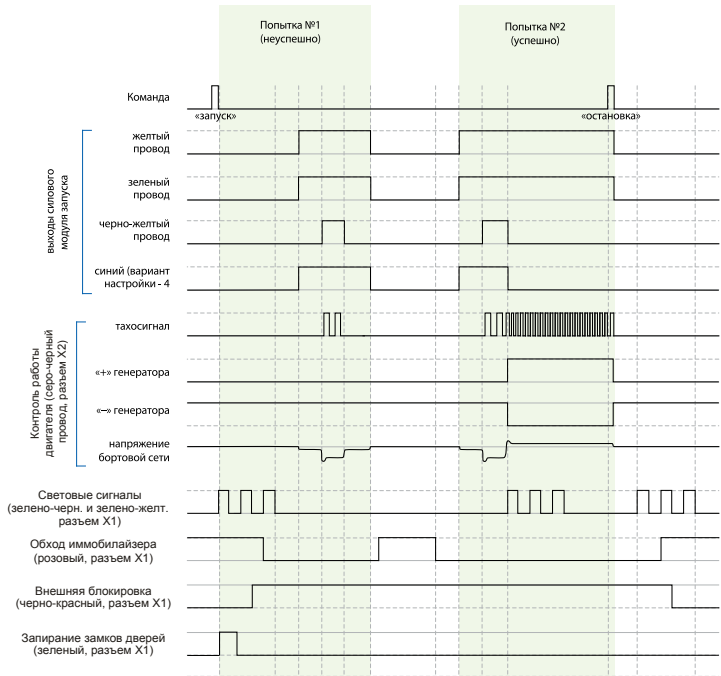 Попытка №1
(неуспешно)
Попытка №2
(успешно)
Команда
«запуск»
«остановка»
выходы силового
модуля запуска
желтый
провод
зеленый
провод
черно-желтый
провод
синий (вариант
настройки - 4
Контроль работы
двигателя (серо-черный
провод, разъем X2)
тахосигнал
«+» генератора
«–» генератора
напряжение
бортовой сети
Световые сигналы
(зелено-черн. и зелено-желт.
разъем X1)
Обход иммобилайзера
(розовый, разъем X1)
Внешняя блокировка
(черно-красный, разъем X1)
Запирание замков дверей
(зеленый, разъем X1)